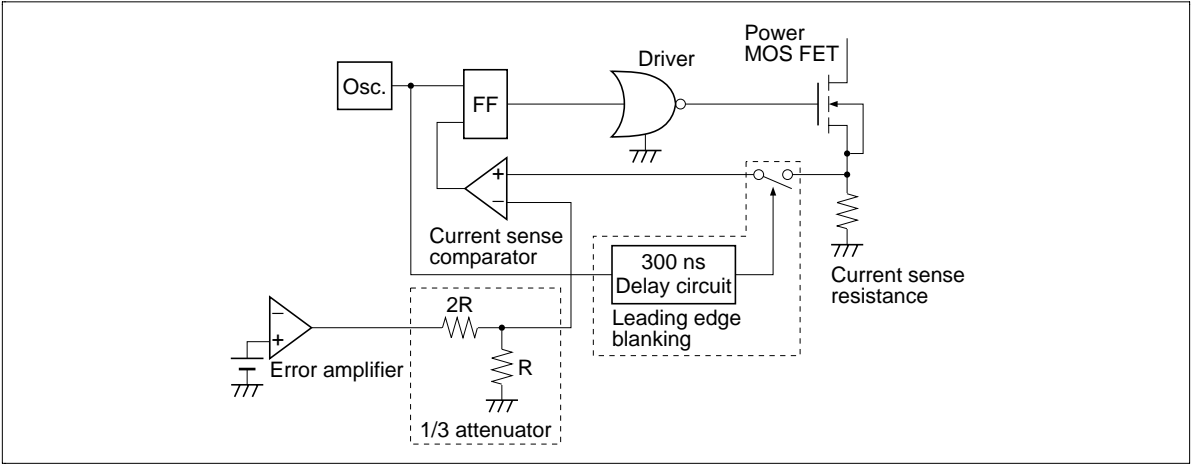 Power
MOS FET
Driver
Osc.
FF
+
−
Current sense
comparator
300 ns
Delay circuit
Current sense
resistance
Leading edge
blanking
2R
R
−
+
Error amplifier
1/3 attenuator